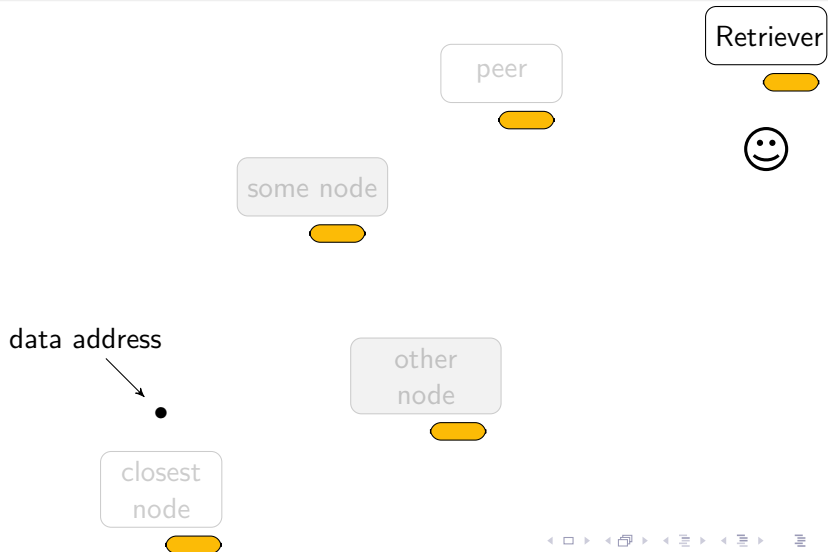 Retriever
peer
some node
data address
other
node
closest
node